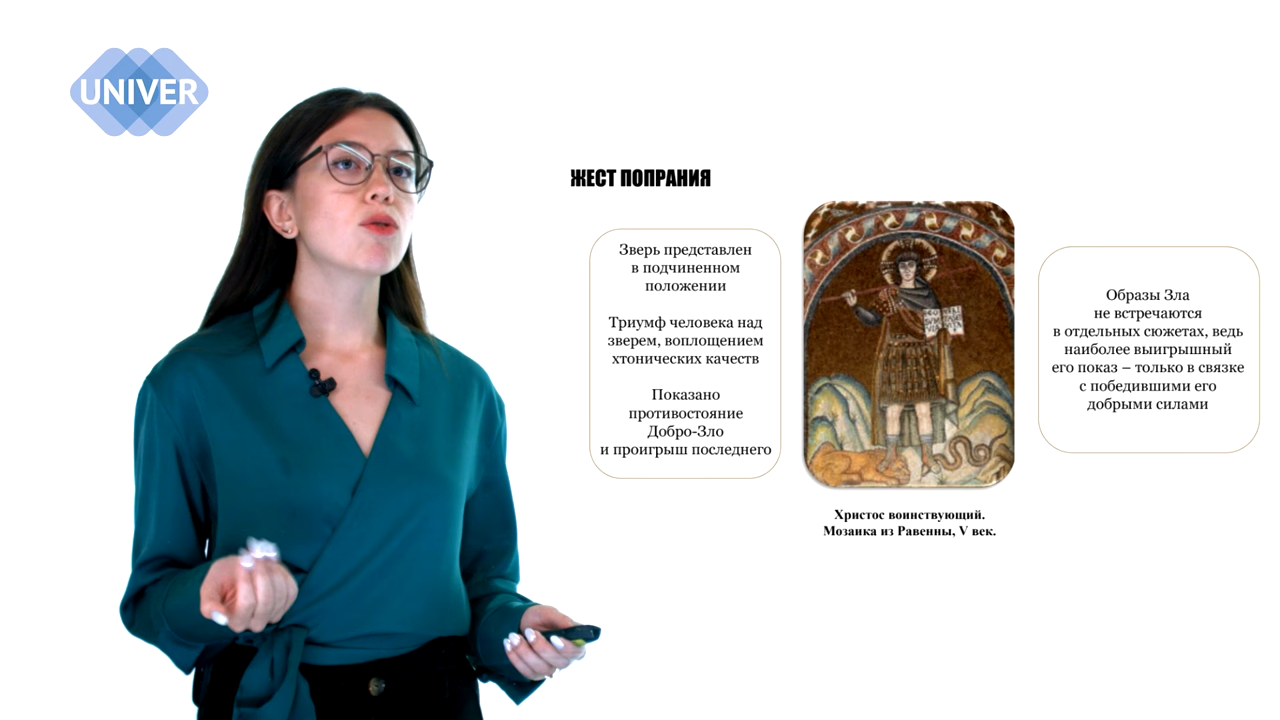 UNIVER
ЖЕСТ ПОПРАНИЯ
Зверь представлен
в подчиненном
положении
Триумф человека над
зверем, воплощением
хтонических качеств
Показано
противостояние
Добро-Зло
и проигрыш последнего
Христос воинствующий.
Мозаика из Равенны, V век.
Образы Зла
не встречаются
в отдельных сюжетах, ведь
наиболее выигрышный
его показ – только в связке
с победившими его
добрыми силами